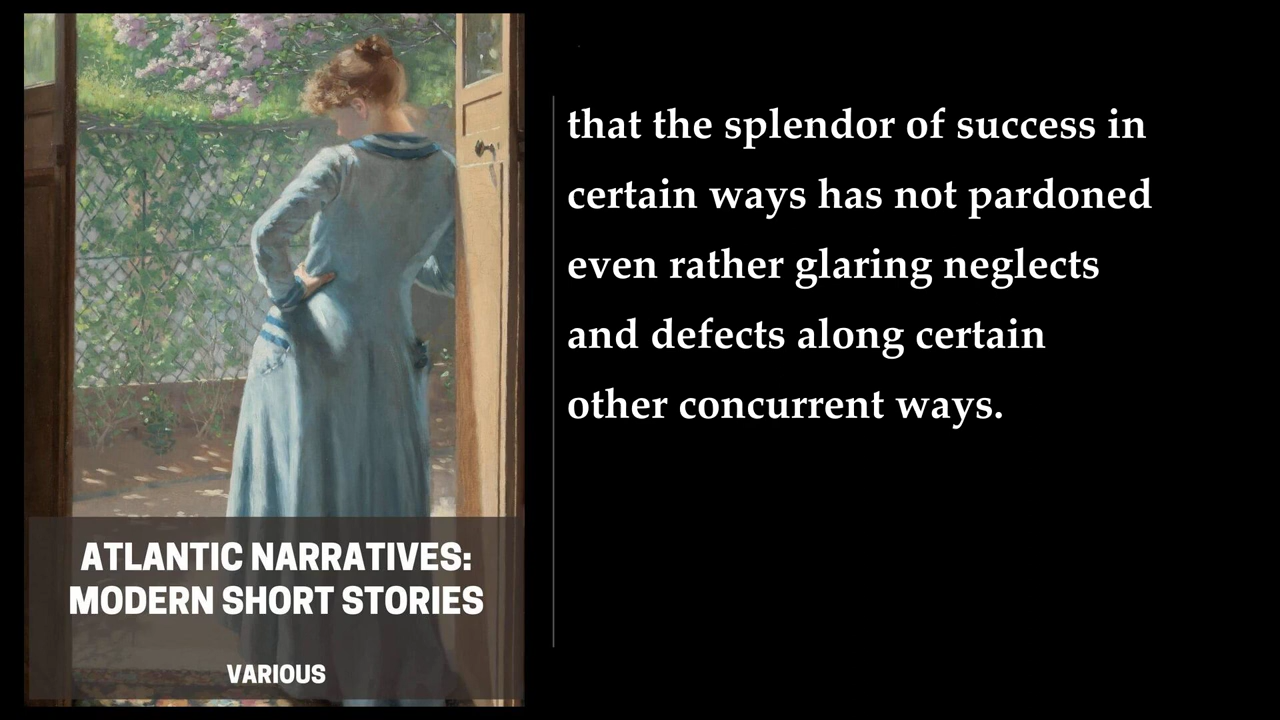 that the splendor of success in
certain ways has not pardoned
even rather glaring neglects
and defects along certain
other concurrent ways.
ATLANTIC NARRATIVES:
MODERN SHORT STORIES
VARIOUS